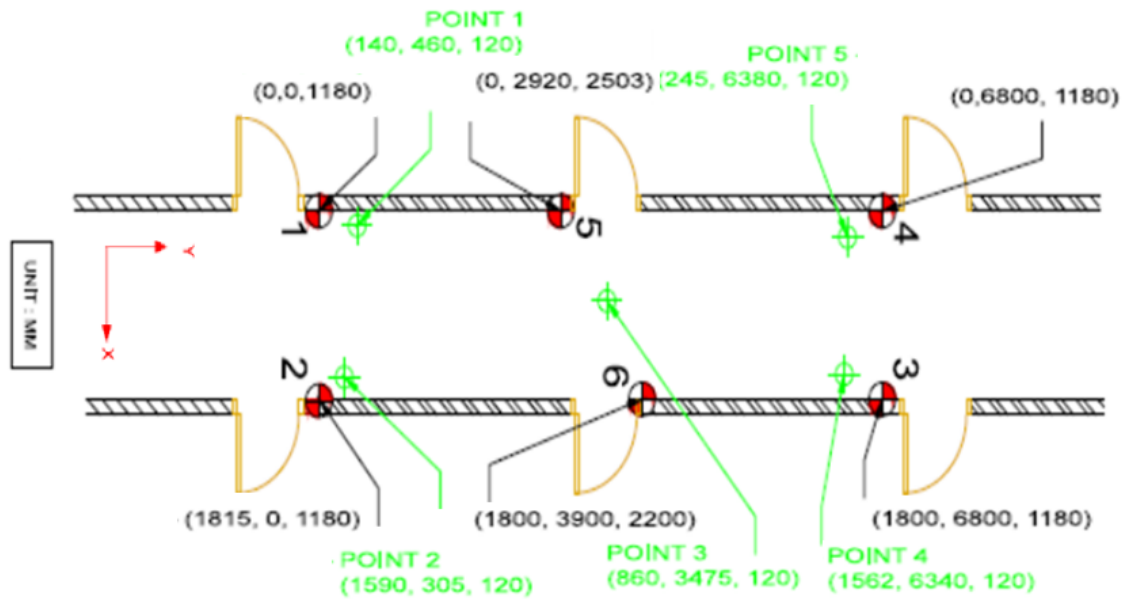 POINT 1
(140, 460, 120)
POINT 5
(245, 6380, 120)
(0,0,1180)
(0, 2920, 2503)
(0,6800, 1180)
1
5
4
Y
UNIT : MM
X
2
6
3
(1815, 0, 1180)
(1800, 3900, 2200)
(1800, 6800, 1180)
POINT 2
(1590, 305, 120)
POINT 3
(860, 3475, 120)
POINT 4
(1562, 6340, 120)